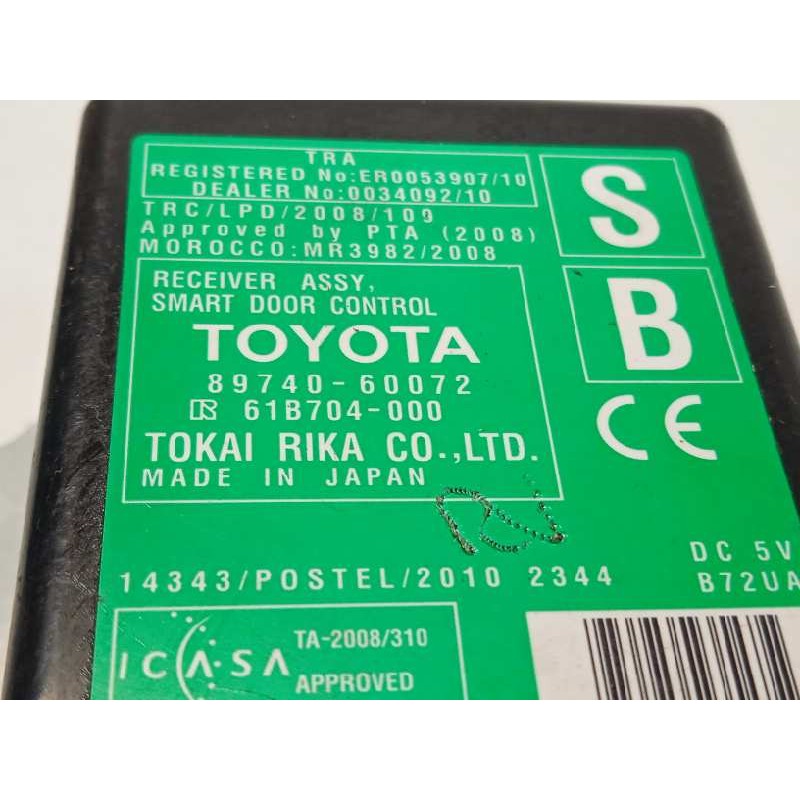 TRA
REGISTERED No:ER0053907/10
DEALER No:0034092/10
TRC/LPD/2008/109
Approved by PTA (2008)
MOROCCO:MR3982/2008
S
B
RECEIVER ASSY,
SMART DOOR CONTROL
TOYOTA
89740-60072
61B704-000
TOKAI RIKA CO.,LTD.
MADE IN JAPAN
CE
DC 5V
14343/POSTEL/2010 2344
B72UA
ICASA
TA-2008/310
APPROVED